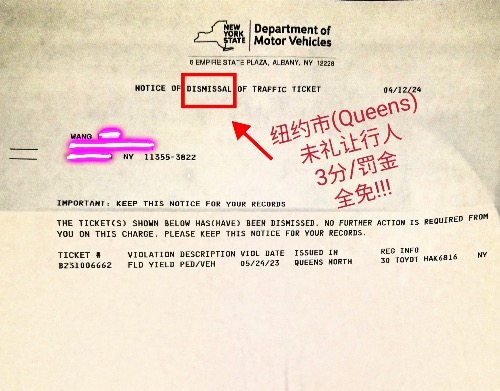 NEW
YORK
STATE
Department of
Motor Vehicles
6 EMPIRE STATE PLAZA, ALBANY, NY 12228
NOTICE OF DISMISSAL OF TRAFFIC TICKET 04/12/24
纽约市(Queens)
未礼让行人
3分/罚金
全免!!!
WANG
NY 11355-3822
IMPORTANT: KEEP THIS NOTICE FOR YOUR RECORDS
THE TICKET(S) SHOWN BELOW HAS(HAVE) BEEN DISMISSED. NO FURTHER ACTION IS REQUIRED FROM
YOU ON THIS CHARGE. PLEASE KEEP THIS NOTICE FOR YOUR RECORDS.
TICKET # VIOLATION DESCRIPTION VIOL DATE ISSUED IN REG INFO
B231006662 FLD YIELD PED/VEH 05/24/23 QUEENS NORTH 30 TOYOT HAK6816 NY